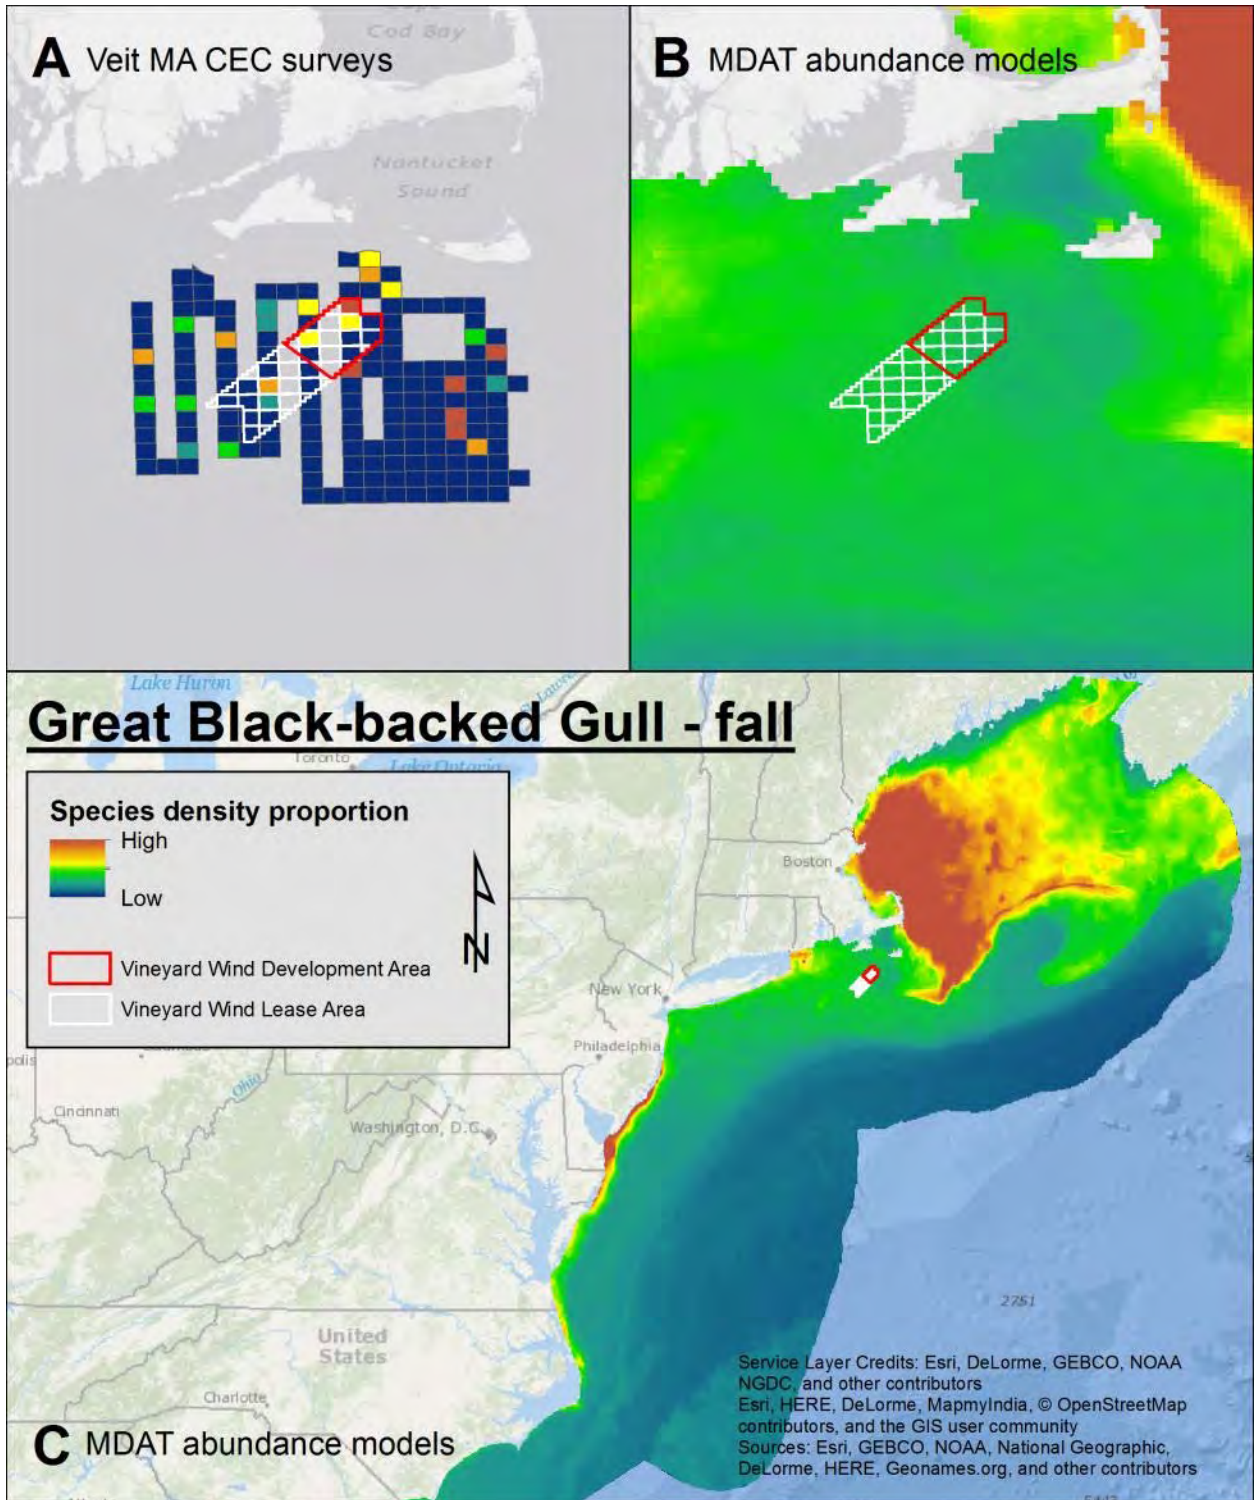 Cod Bay
A Veit MA CEC surveys
Nantucket
Sound
B MDAT abundance models
Lake Huron
Great Black-backed Gull - fall
Toronto
Lake Ontario
Species density proportion
High
Low
N
Vineyard Wind Development Area
Vineyard Wind Lease Area
Boston
New York
Philadelphia
Ohio
Cincinnati
Washington, D.C.
United
States
Charlotte
2751
Service Layer Credits: Esri, DeLorme, GEBCO, NOAA
NGDC, and other contributors
Esri, HERE, DeLorme, MapmyIndia, © OpenStreetMap
contributors, and the GIS user community
Sources: Esri, GEBCO, NOAA, National Geographic,
DeLorme, HERE, Geonames.org, and other contributors
C MDAT abundance models